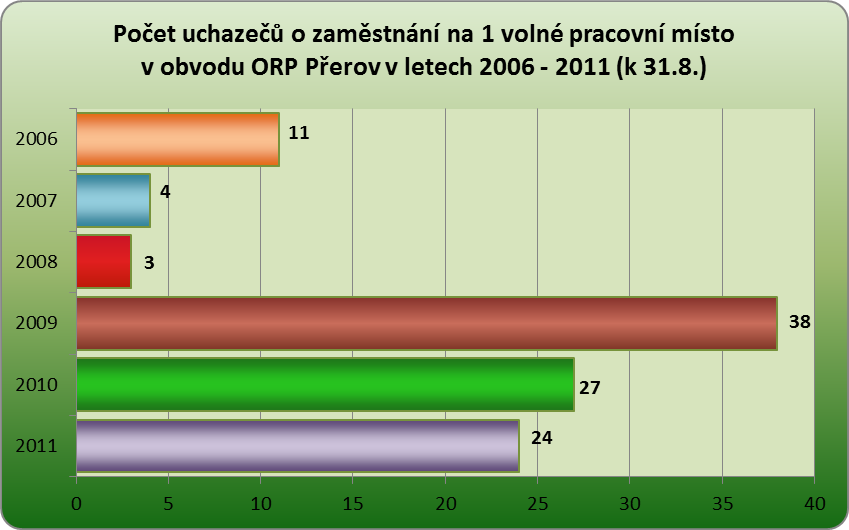 Počet uchazečů o zaměstnání na 1 volné pracovní místo
v obvodu ORP Přerov v letech 2006 - 2011 (k 31.8.)
2006 11
2007 4
2008 3
2009 38
2010 27
2011 24
0 5 10 15 20 25 30 35 40